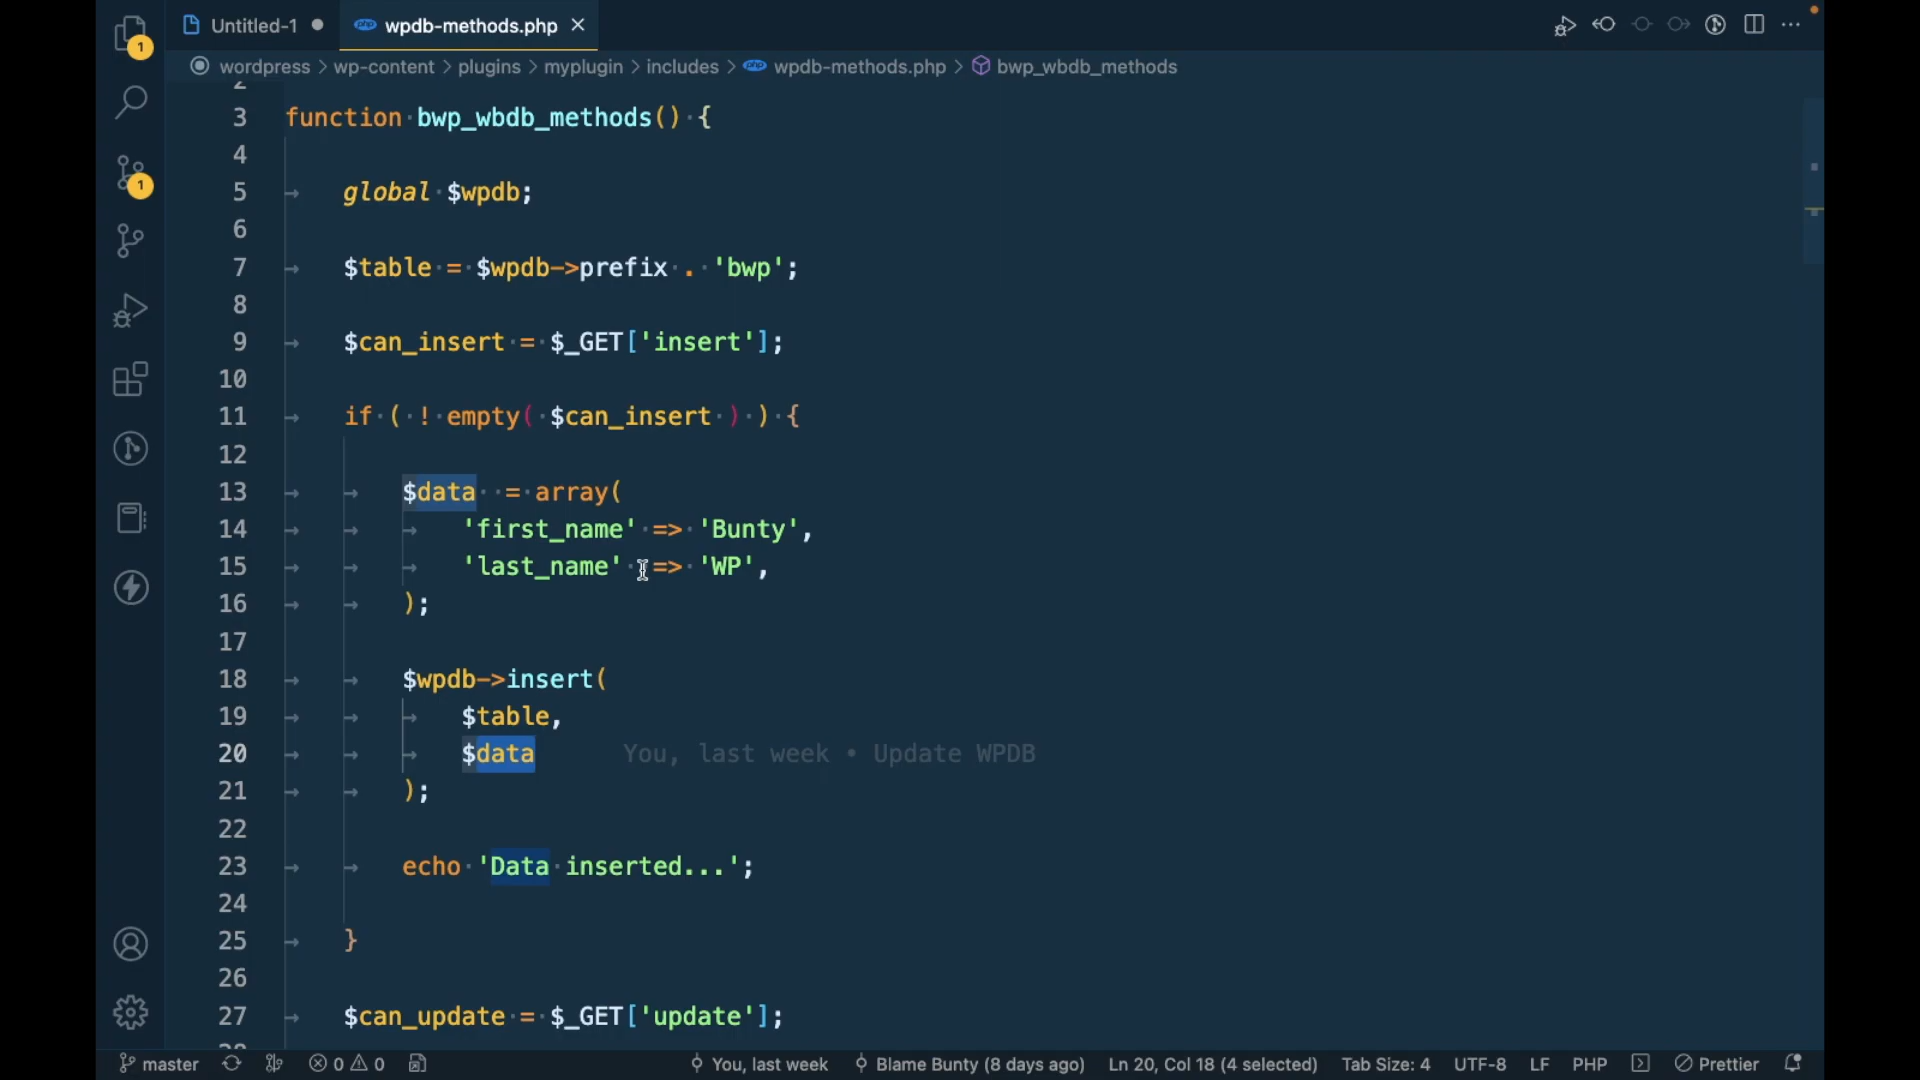 Untitled-1
php wpdb-methods.php
wordpress > wp-content > plugins > myplugin > includes > php wpdb-methods.php > bwp_wbdb_methods
1
1
2
3 function bwp_wbdb_methods() {
4
5 global $wpdb;
6
7 $table = $wpdb->prefix . 'bwp';
8
9 $can_insert = $_GET['insert'];
10
11 if ( ! empty( $can_insert ) ) {
12
13 $data  = array(
14 'first_name' => 'Bunty',
15 'last_name'  => 'WP',
16 );
17
18 $wpdb->insert(
19 $table,
20 $data You, last week • Update WPDB
21 );
22
23 echo 'Data inserted...';
24
25 }
26
27 $can_update = $_GET['update'];
master 0 0 You, last week Blame Bunty (8 days ago) Ln 20, Col 18 (4 selected) Tab Size: 4 UTF-8 LF PHP Prettier